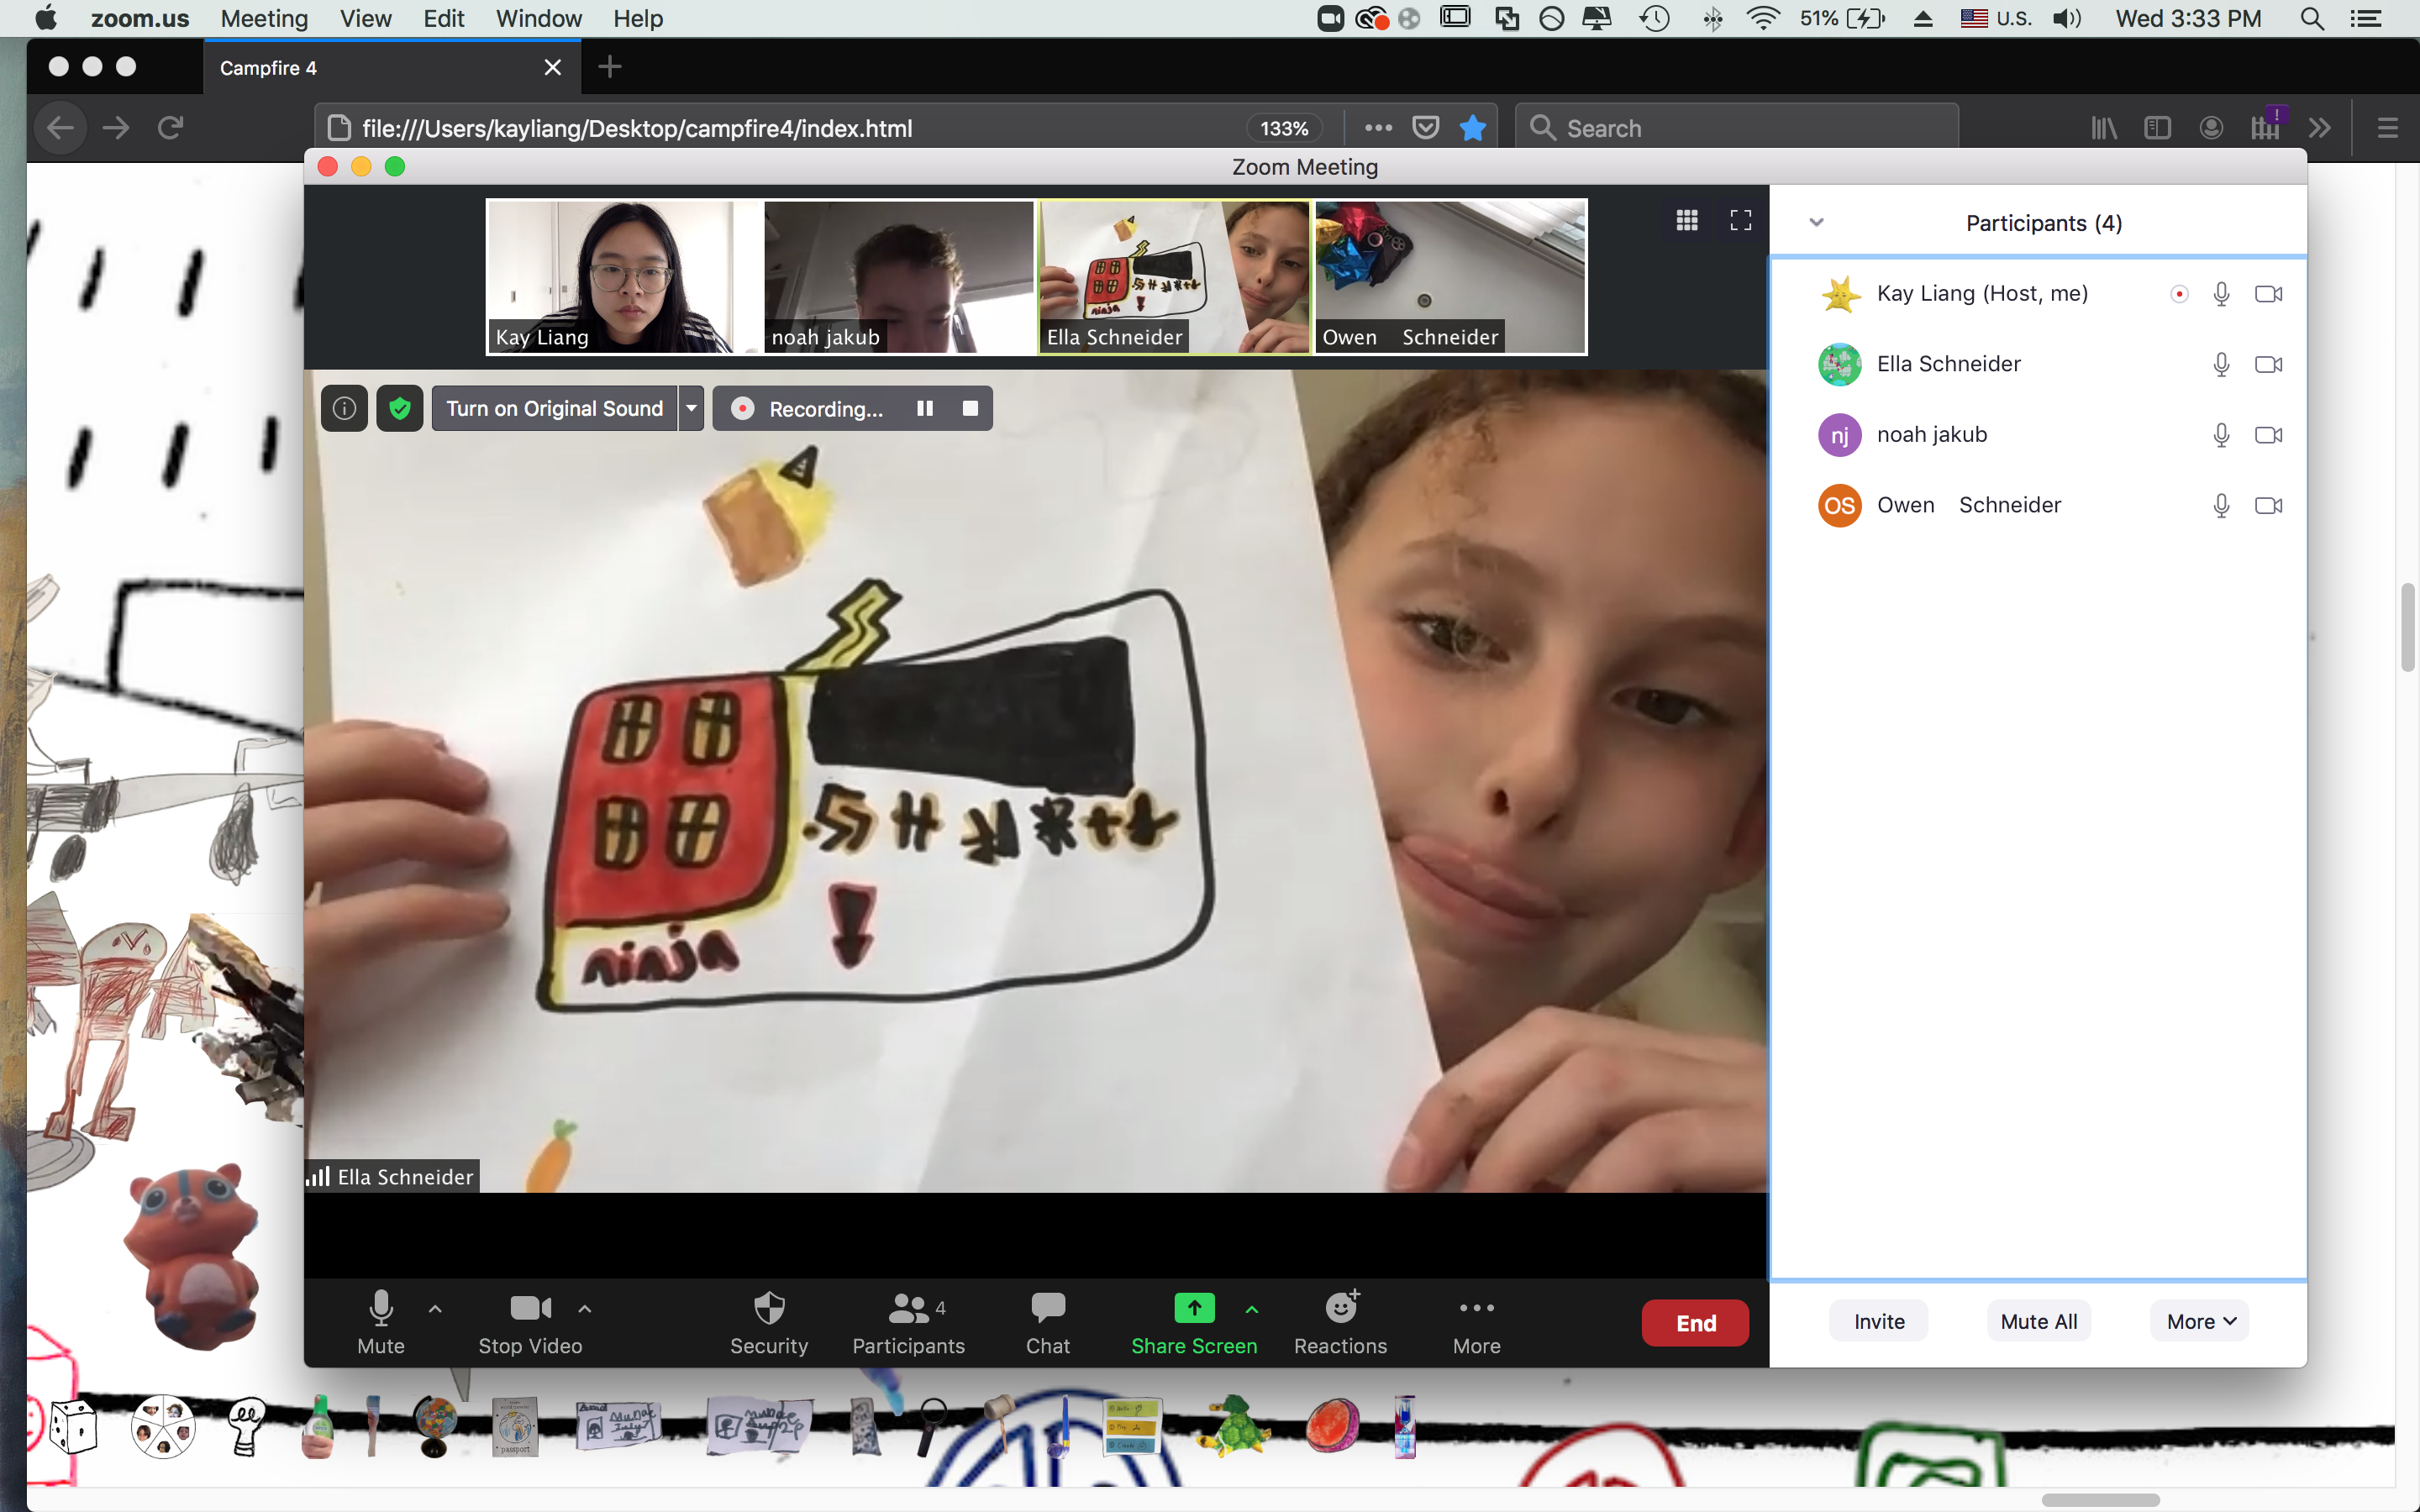 zoom.us Meeting View Edit Window Help 51% U.S. Wed 3:33 PM
Campfire 4
file:///Users/kayliang/Desktop/campfire4/index.html 133% Search
Zoom Meeting
Kay Liang noah jakub Ella Schneider Owen Schneider
Turn on Original Sound Recording...
ninja
Ella Schneider
Participants (4)
Kay Liang (Host, me)
Ella Schneider
nj noah jakub
OS Owen Schneider
Mute Stop Video Security 4 Participants Chat Share Screen Reactions More End
Invite Mute All More
passport